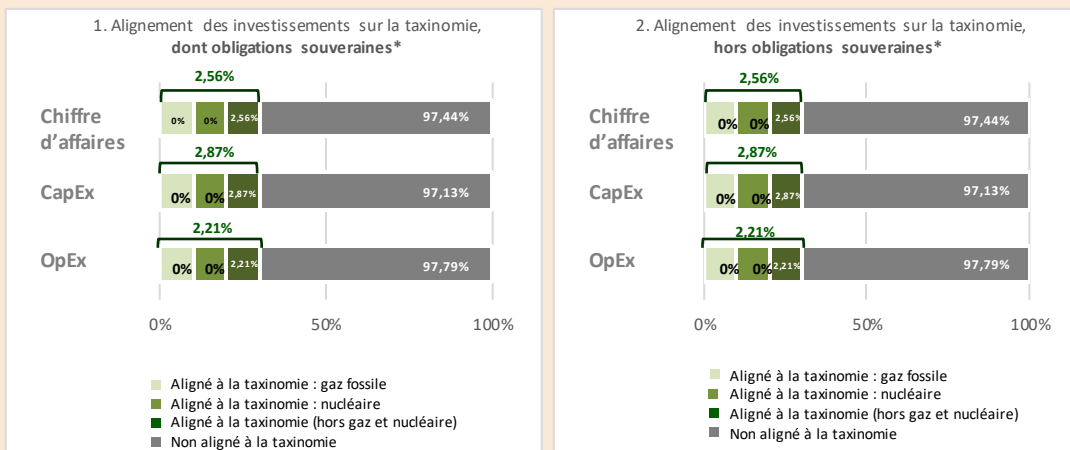 1. Alignement des investissements sur la taxinomie,
dont obligations souveraines*
2,56%
Chiffre
d'affaires
0% 0% 2,56% 97,44%
2,87%
CapEx
0% 0% 2,87% 97,13%
2,21%
OpEx
0% 0% 2,21% 97,79%
0% 50% 100%
Aligné à la taxinomie : gaz fossile
Aligné à la taxinomie : nucléaire
Aligné à la taxinomie (hors gaz et nucléaire)
Non aligné à la taxinomie
2. Alignement des investissements sur la taxinomie,
hors obligations souveraines*
2,56%
Chiffre
d'affaires
0% 0% 2,56% 97,44%
2,87%
CapEx
0% 0% 2,87% 97,13%
2,21%
OpEx
0% 0% 2,21% 97,79%
0% 50% 100%
Aligné à la taxinomie : gaz fossile
Aligné à la taxinomie : nucléaire
Aligné à la taxinomie (hors gaz et nucléaire)
Non aligné à la taxinomie